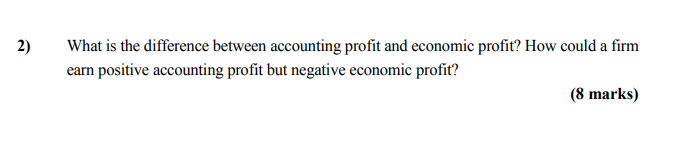 2) What is the difference between accounting profit and economic profit? How could a firm
earn positive accounting profit but negative economic profit?
(8 marks)